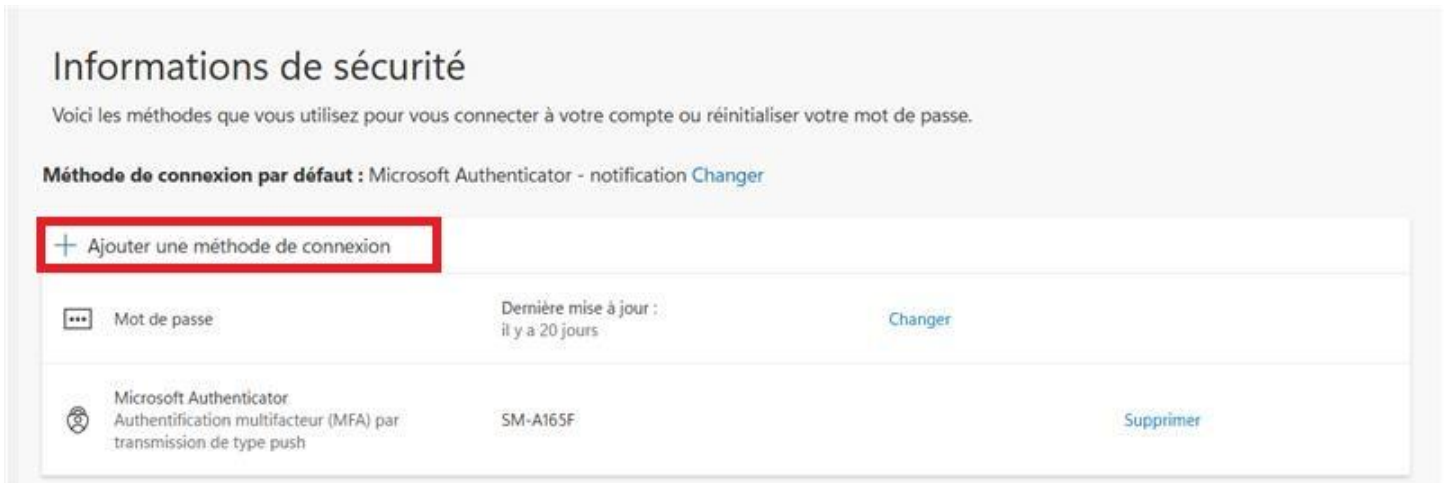 Informations de sécurité
Voici les méthodes que vous utilisez pour vous connecter à votre compte ou réinitialiser votre mot de passe.
Méthode de connexion par défaut : Microsoft Authenticator - notification Changer
+ Ajouter une méthode de connexion
Mot de passe
Dernière mise à jour :
il y a 20 jours
Changer
Microsoft Authenticator
Authentification multifacteur (MFA) par
transmission de type push
SM-A165F
Supprimer